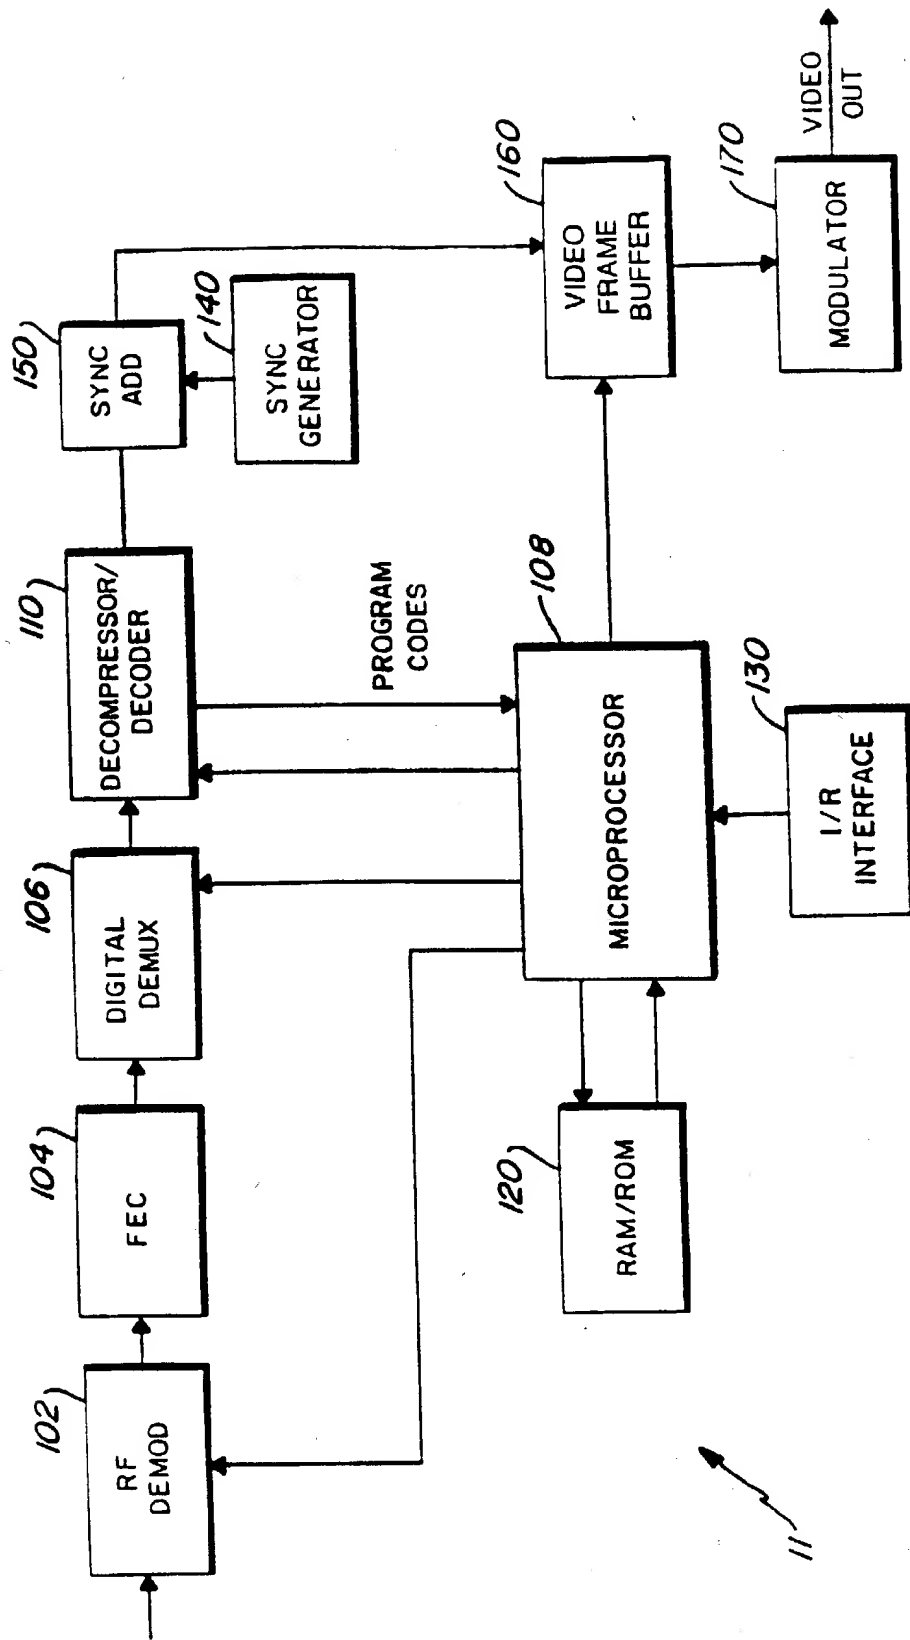 102
RF
DEMOD
104
FEC
106
DIGITAL
DEMUX
110
DECOMPRESSOR/
DECODER
150
SYNC
ADD
140
SYNC
GENERATOR
PROGRAM
CODES
120
RAM/ROM
108
MICROPROCESSOR
160
VIDEO
FRAME
BUFFER
130
I/R
INTERFACE
170
MODULATOR
VIDEO
OUT
11